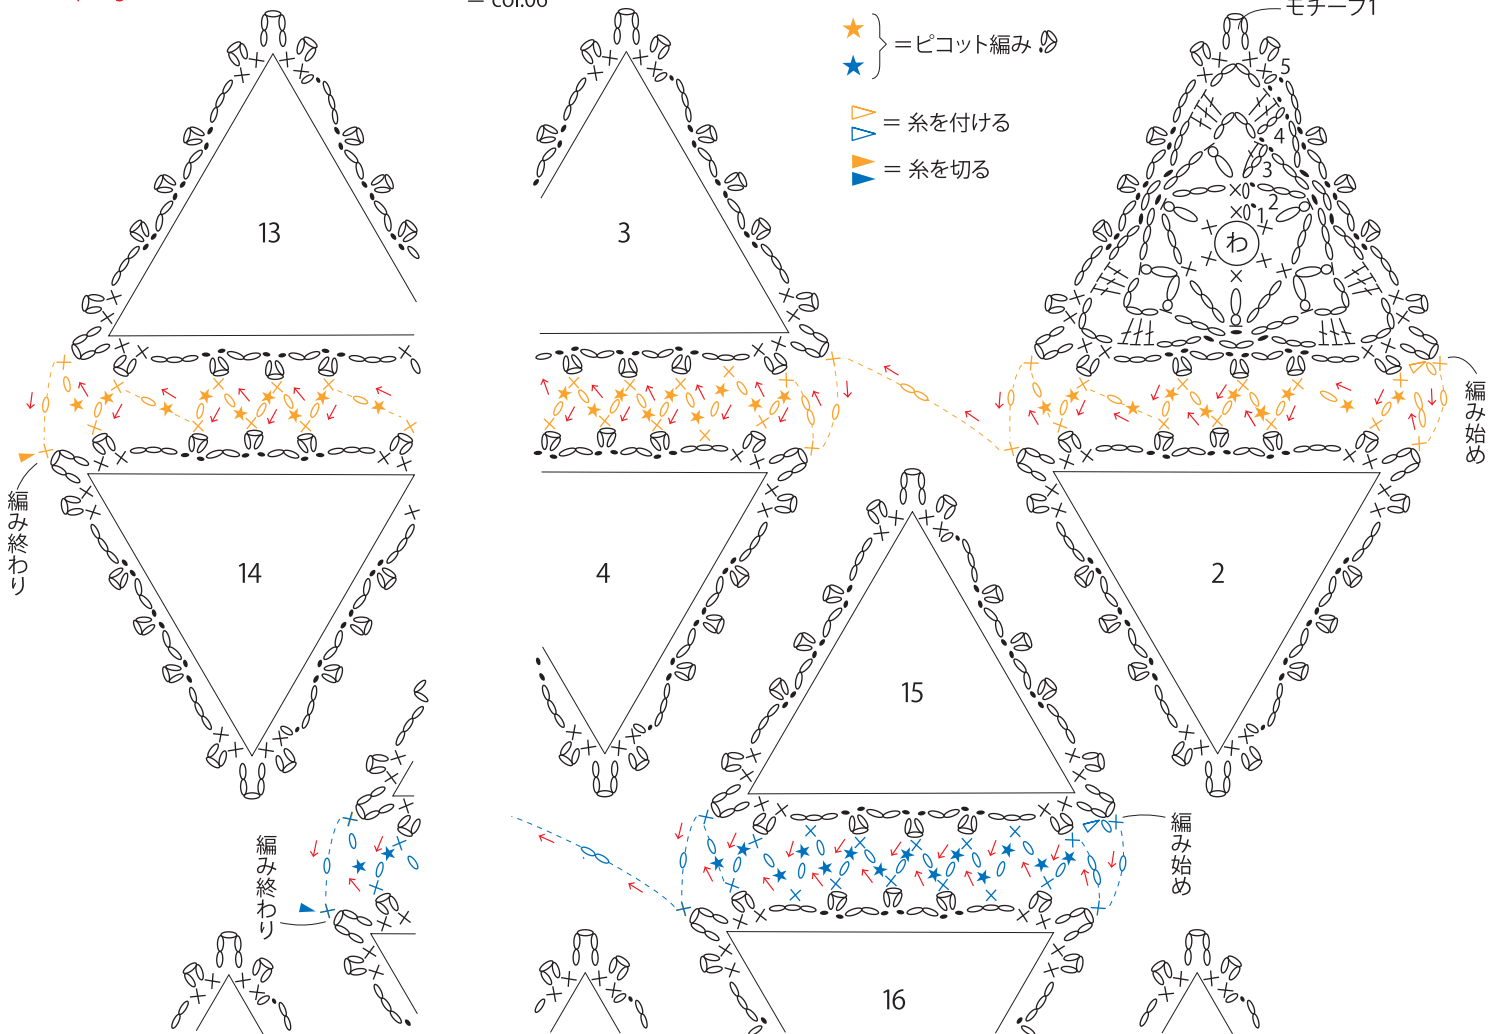 = col.06
モチーフ1
= ピコット編み
= 糸を付ける
= 糸を切る
5
4
3
2
1
わ
13
3
編み始め
編み終わり
14
4
2
15
編み始め
編み終わり
16